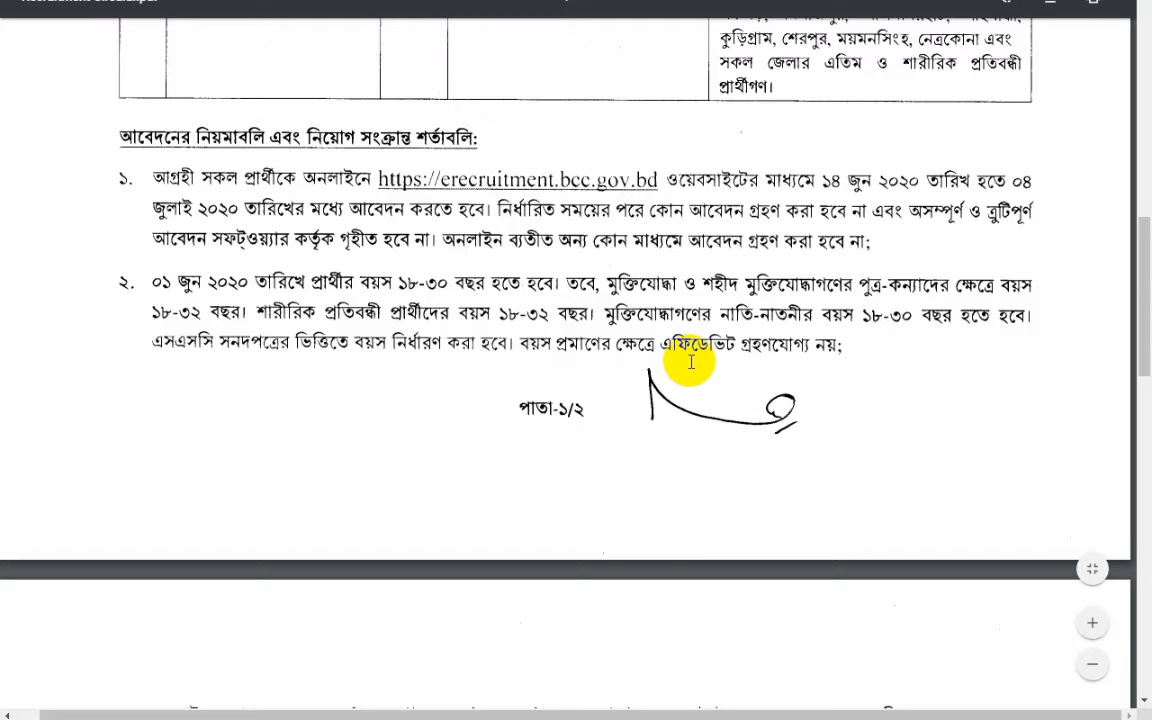 কুড়িগ্রাম, শেরপুর, ময়মনসিংহ, নেত্রকোনা এবং
সকল জেলার এতিম ও শারীরিক প্রতিবন্ধী
প্রার্থীগণ।
আবেদনের নিয়মাবলি এবং নিয়োগ সংক্রান্ত শর্তাবলি:
১. আগ্রহী সকল প্রার্থীকে অনলাইনে https://erecruitment.bcc.gov.bd ওয়েবসাইটের মাধ্যমে ১৪ জুন ২০২০ তারিখ হতে ০৪
জুলাই ২০২০ তারিখের মধ্যে আবেদন করতে হবে। নির্ধারিত সময়ের পরে কোন আবেদন গ্রহণ করা হবে না এবং অসম্পূর্ণ ও ত্রুটিপূর্ণ
আবেদন সফট্ওয়্যার কর্তৃক গৃহীত হবে না। অনলাইন ব্যতীত অন্য কোন মাধ্যমে আবেদন গ্রহণ করা হবে না;
২. ০১ জুন ২০২০ তারিখে প্রার্থীর বয়স ১৮-৩০ বছর হতে হবে। তবে, মুক্তিযোদ্ধা ও শহীদ মুক্তিযোদ্ধাগণের পুত্র-কন্যাদের ক্ষেত্রে বয়স
১৮-৩২ বছর। শারীরিক প্রতিবন্ধী প্রার্থীদের বয়স ১৮-৩২ বছর। মুক্তিযোদ্ধাগণের নাতি-নাতনীর বয়স ১৮-৩০ বছর হতে হবে।
এসএসসি সনদপত্রের ভিত্তিতে বয়স নির্ধারণ করা হবে। বয়স প্রমাণের ক্ষেত্রে এফিডেভিট গ্রহণযোগ্য নয়;
পাতা-১/২